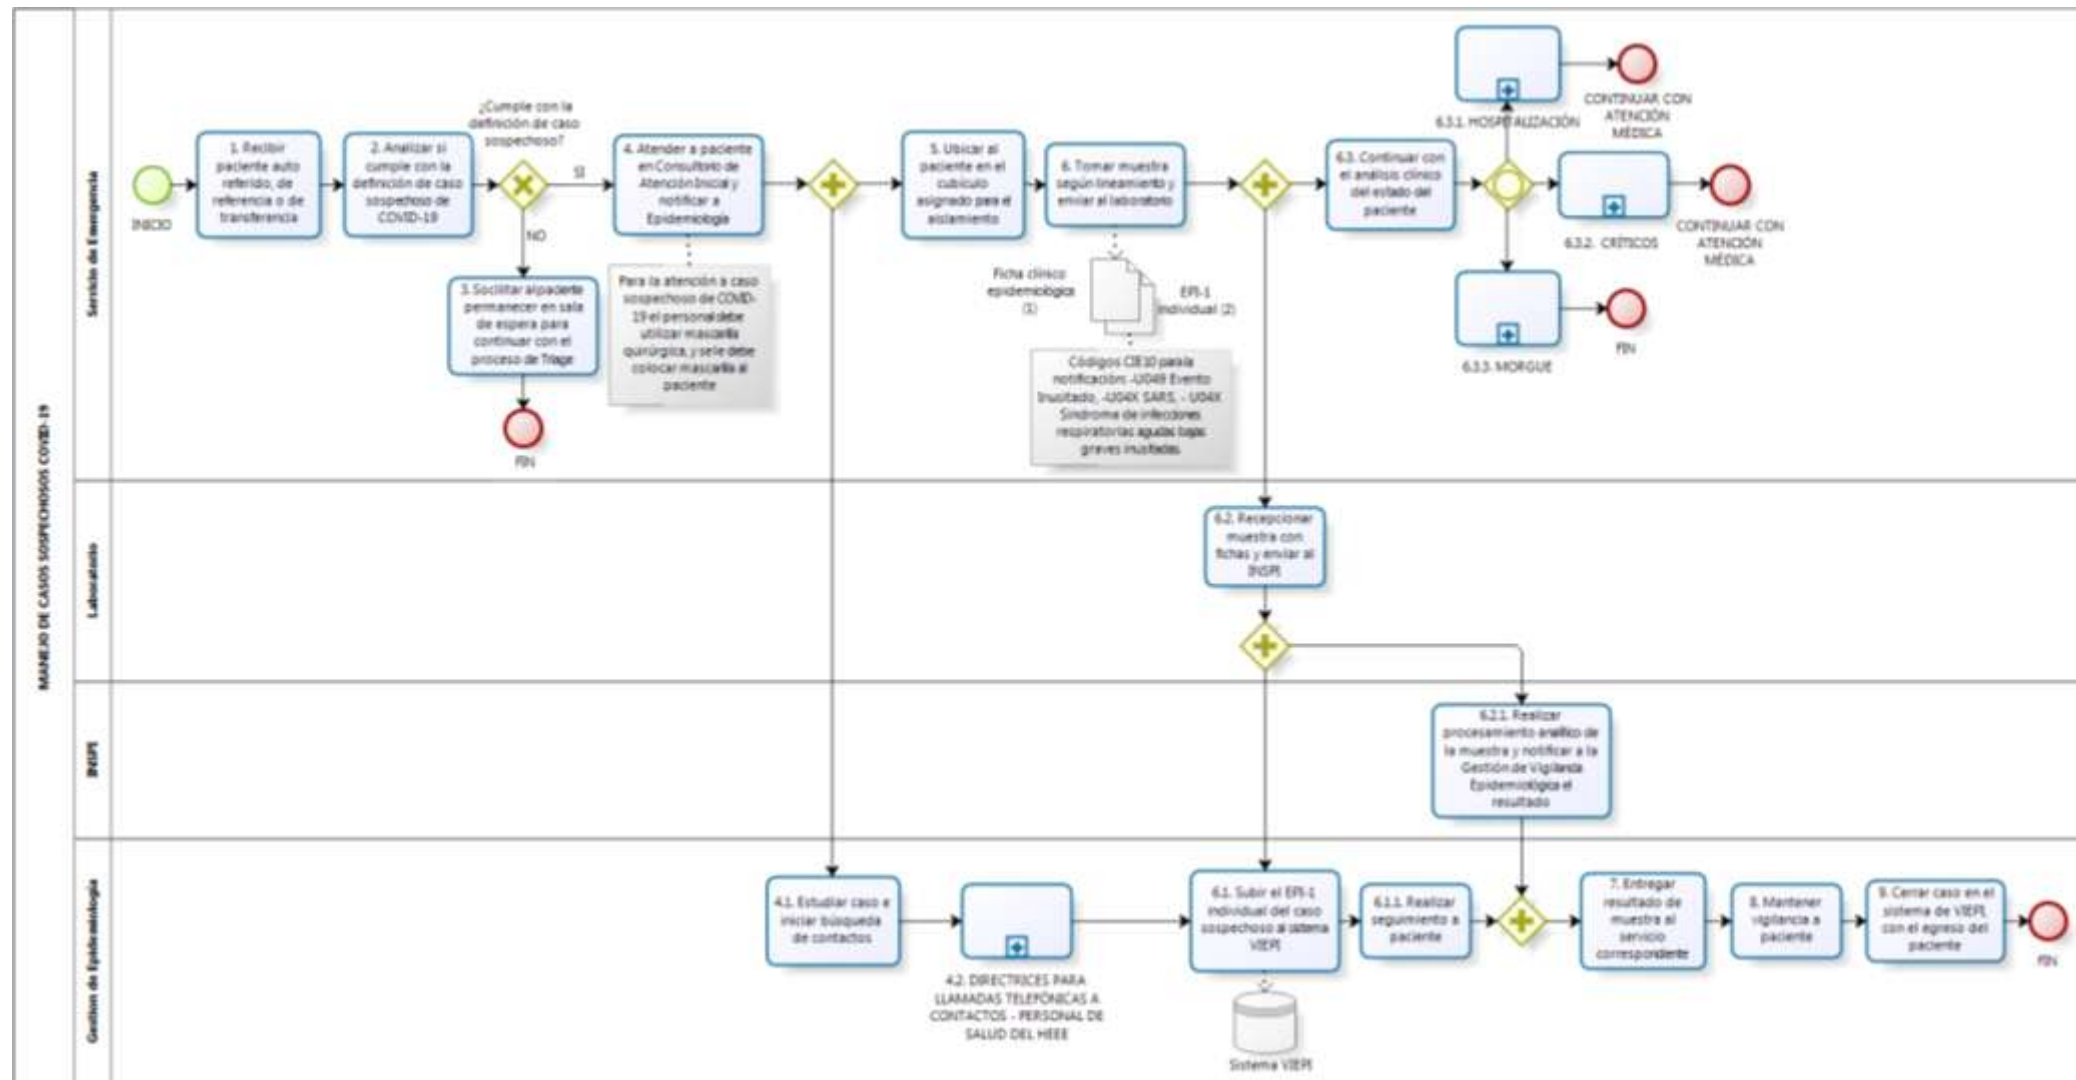 MANEJO DE CASOS SOSPECHOSOS COVID-19
Servicio de Emergencia
INICIO
1. Recibir
paciente auto
referido, de
referencia o de
transferencia
2. Analizar si
cumple con la
definición de caso
sospechoso de
COVID-19
¿Cumple con la
definición de caso
sospechoso?
SI
NO
3. Socilitar al paciente
permanecer en sala
de espera para
continuar con el
proceso de Triage
FIN
4. Atender a paciente
en Consultorio de
Atención Inicial y
notificar a
Epidemiología
Para la atención a caso
sospechoso de COVID-
19 el personal debe
utilizar mascarilla
quirúrgica, y se le debe
colocar mascarilla al
paciente
5. Ubicar al
paciente en el
cubículo
asignado para el
aislamiento
6. Tomar muestra
según lineamiento y
enviar al laboratorio
Ficha clínico
epidemiológica
(1)
EPI-1
individual (2)
Códigos CIE10 para la
notificación: -U049 Evento
Inusitado, -U04X SARS, - U04X
Sindrome de infecciones
respiratorias agudas bajas
graves inusitadas
6.3. Continuar con
el análisis clínico
del estado del
paciente
6.3.1. HOSPITALIZACIÓN
CONTINUAR CON
ATENCIÓN
MÉDICA
6.3.2. CRÍTICOS
CONTINUAR CON
ATENCIÓN
MÉDICA
6.3.3. MORGUE
FIN
Laboratorio
6.2. Recepcionar
muestra con
fichas y enviar al
INSPI
INSPI
6.2.1. Realizar
procesamiento analítico de
la muestra y notificar a la
Gestión de Vigilancia
Epidemiológica el
resultado
Gestion de Epidemiología
4.1. Estudiar caso e
iniciar búsqueda
de contactos
4.2. DIRECTRICES PARA
LLAMADAS TELEFÓNICAS A
CONTACTOS - PERSONAL DE
SALUD DEL HEEE
6.1. Subir el EPI-1
individual del caso
sospechoso al sistema
VIEPI
Sistema VIEPI
6.1.1. Realizar
seguimiento a
paciente
7. Entregar
resultado de
muestra al
servicio
correspondiente
8. Mantener
vigilancia a
paciente
9. Cerrar caso en el
sistema de VIEPI,
con el egreso del
paciente
FIN